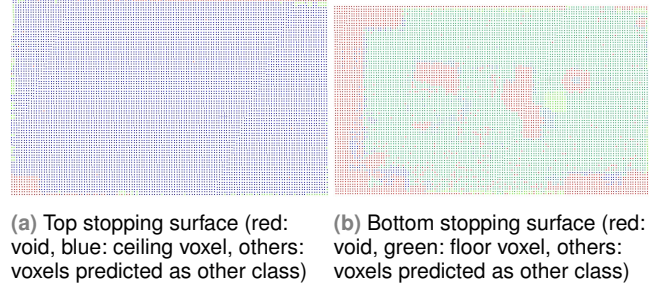 (a) Top stopping surface (red:
void, blue: ceiling voxel, others:
voxels predicted as other class)
(b) Bottom stopping surface (red:
void, green: floor voxel, others:
voxels predicted as other class)